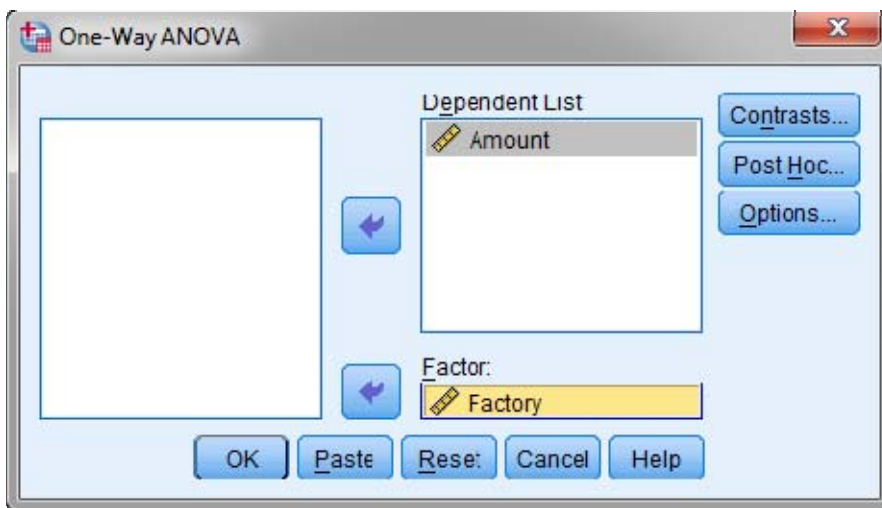 One-Way ANOVA
Dependent List
Amount
Contrasts...
Post Hoc...
Options...
Factor:
Factory
OK
Paste
Reset
Cancel
Help